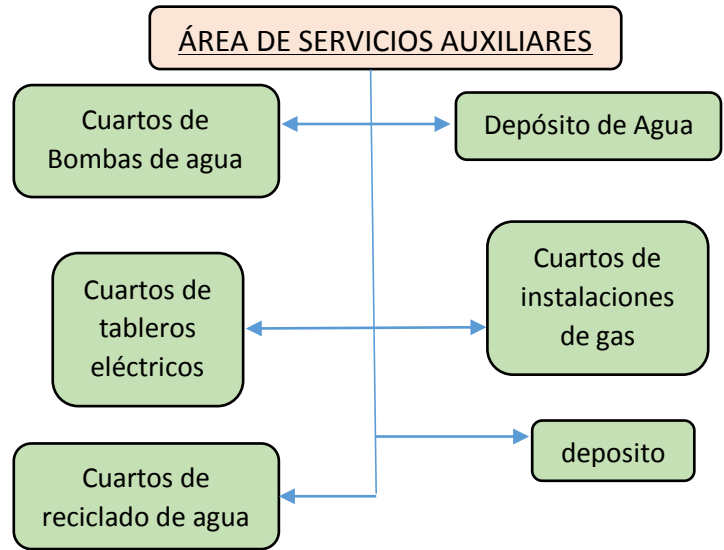 ÁREA DE SERVICIOS AUXILIARES
Cuartos de
Bombas de agua
Depósito de Agua
Cuartos de
tableros
eléctricos
Cuartos de
instalaciones
de gas
deposito
Cuartos de
reciclado de agua